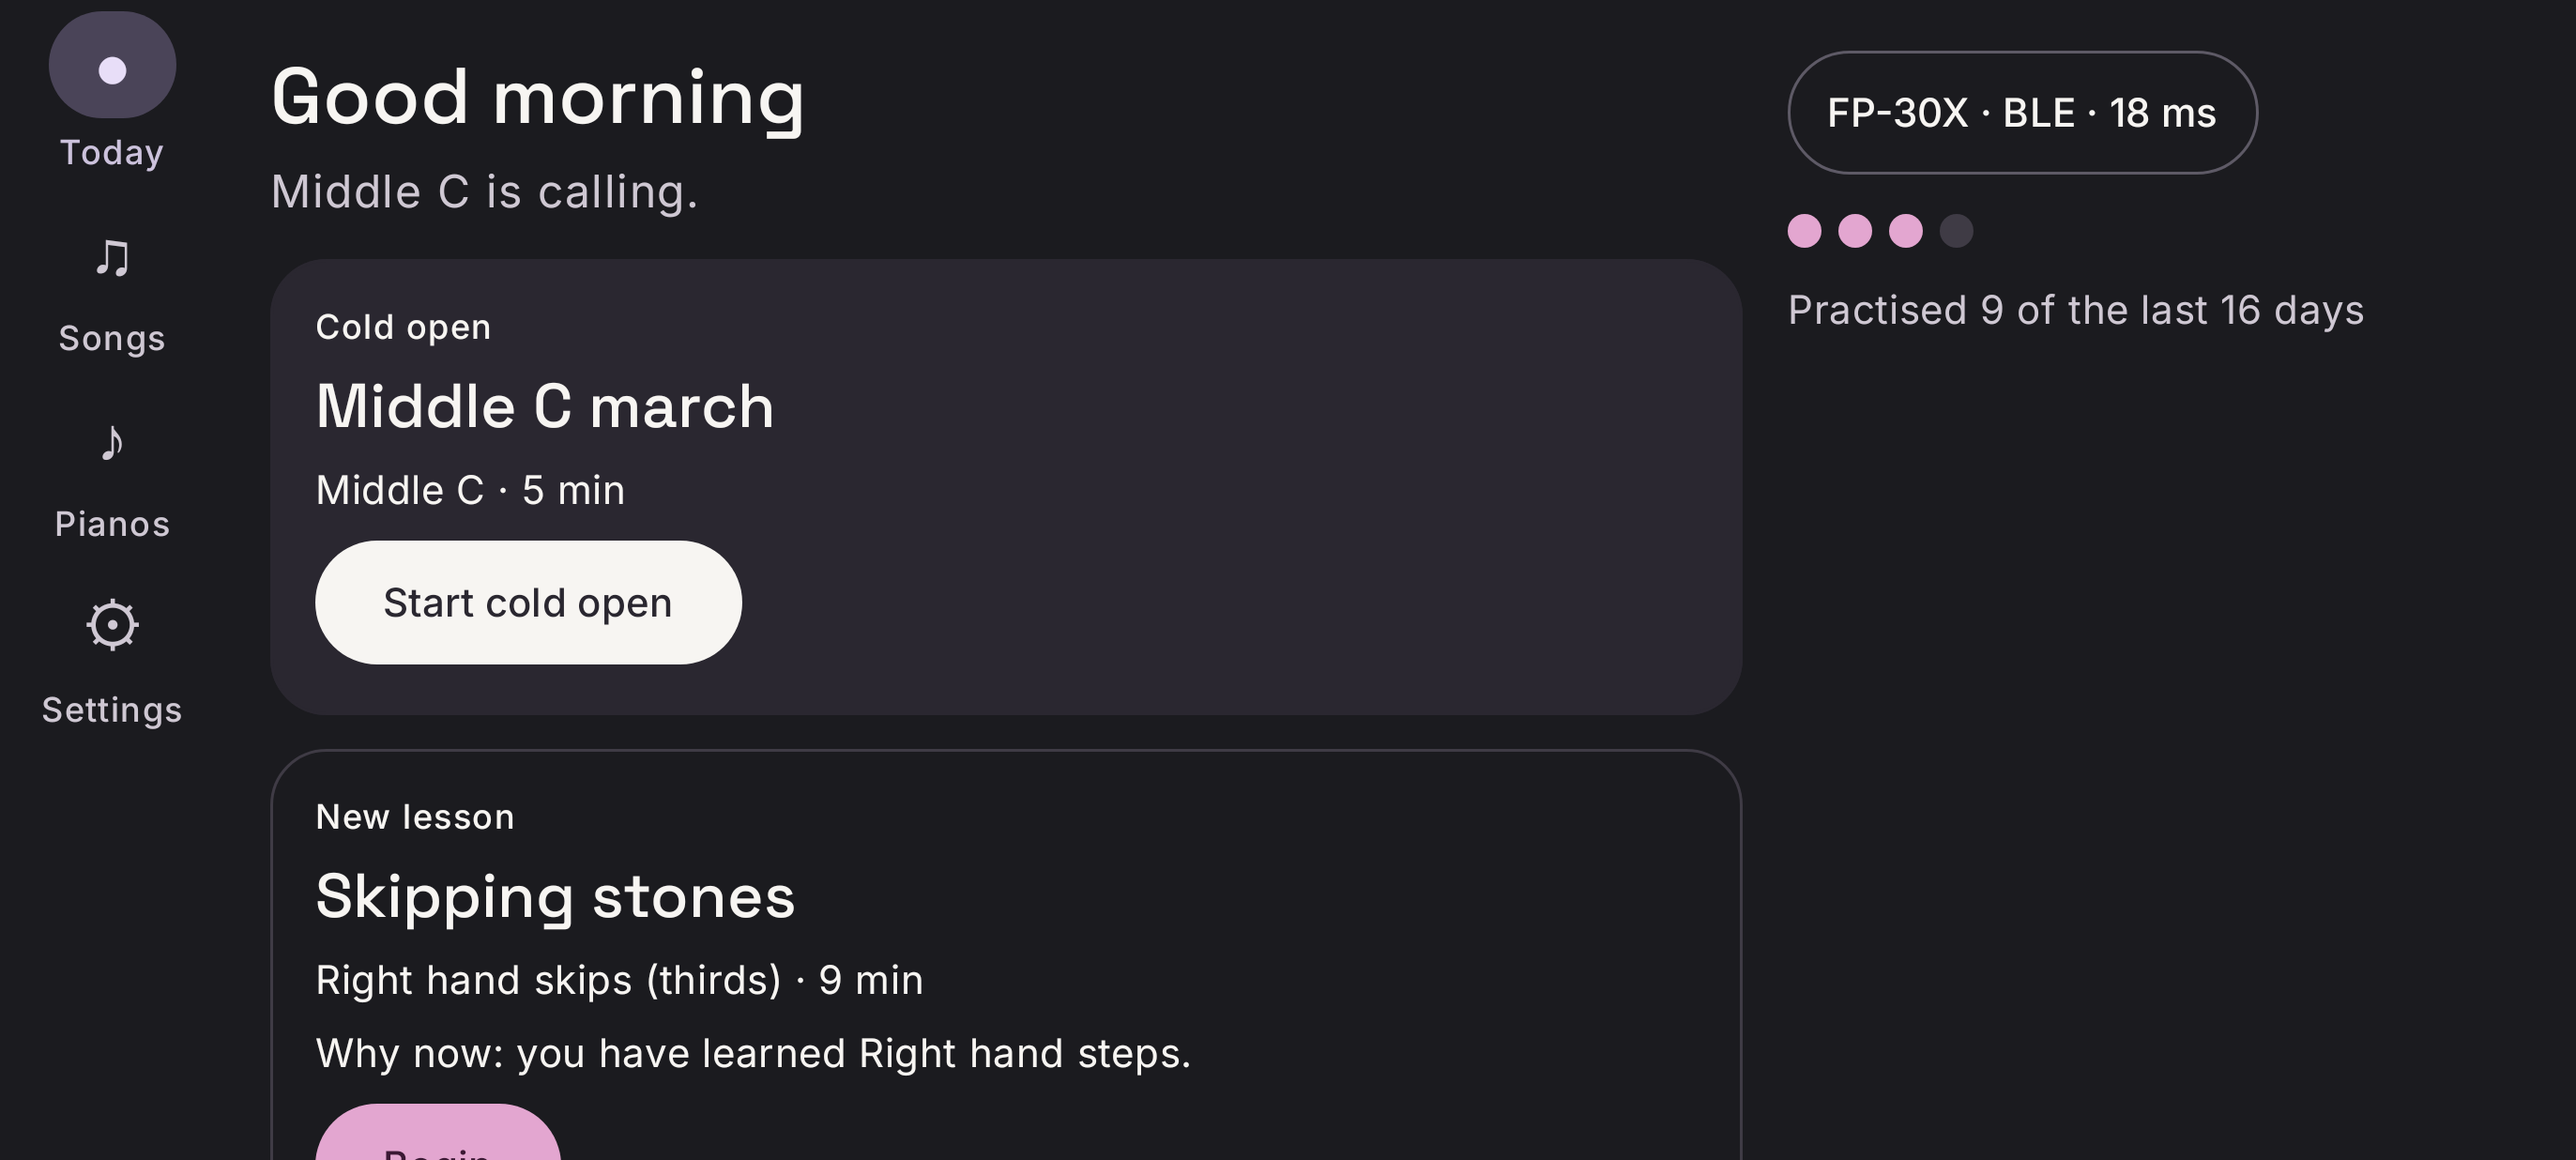 Today
Songs
Pianos
Settings
Good morning
Middle C is calling.
Cold open
Middle C march
Middle C · 5 min
Start cold open
New lesson
Skipping stones
Right hand skips (thirds) · 9 min
Why now: you have learned Right hand steps.
Begin
FP-30X · BLE · 18 ms
Practised 9 of the last 16 days